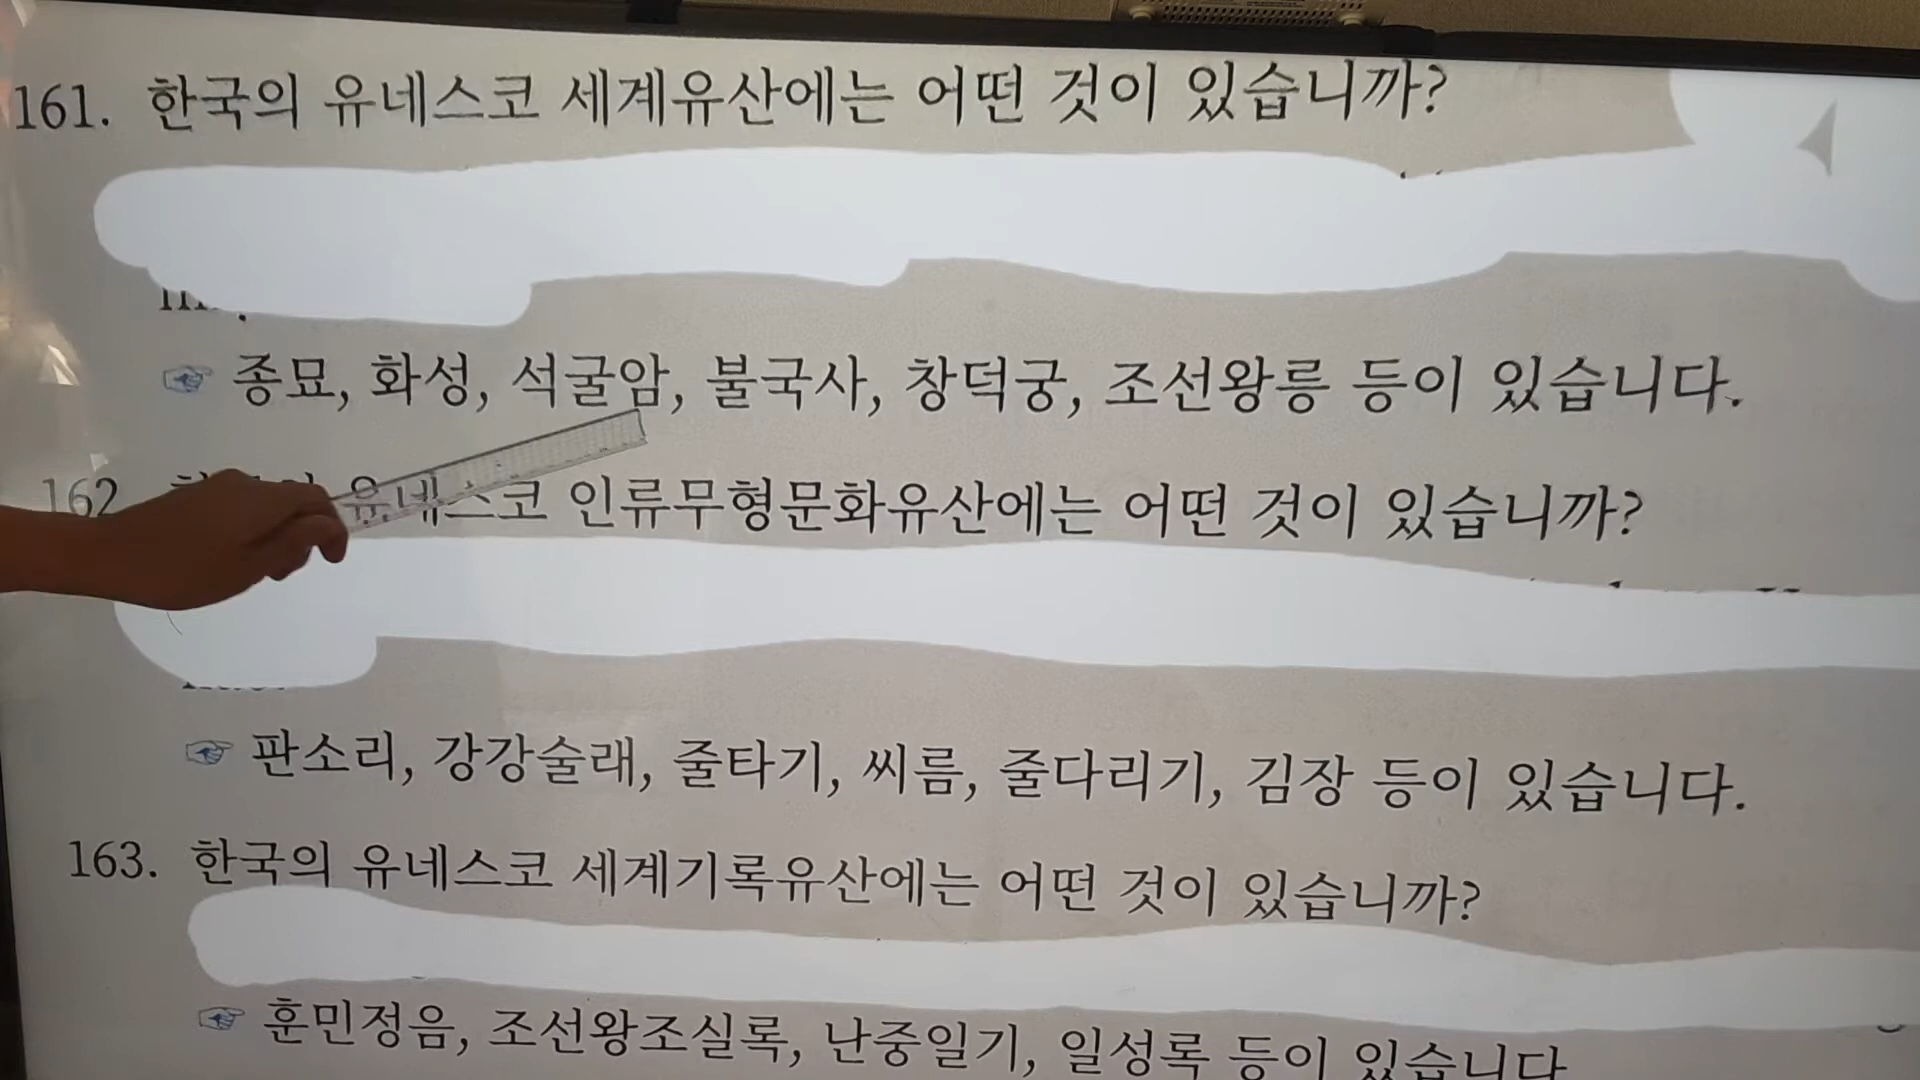 161. 한국의 유네스코 세계유산에는 어떤 것이 있습니까?
☞ 종묘, 화성, 석굴암, 불국사, 창덕궁, 조선왕릉 등이 있습니다.
162 유네스코 인류무형문화유산에는 어떤 것이 있습니까?
☞ 판소리, 강강술래, 줄타기, 씨름, 줄다리기, 김장 등이 있습니다.
163. 한국의 유네스코 세계기록유산에는 어떤 것이 있습니까?
☞ 훈민정음, 조선왕조실록, 난중일기, 일성록 등이 있습니다